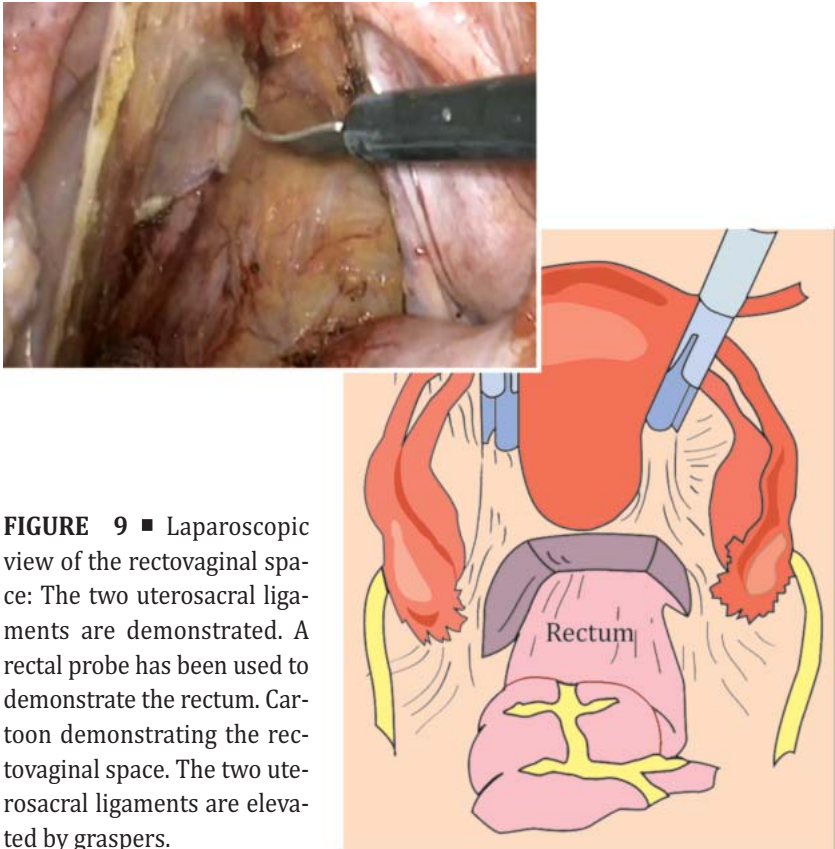 Rectum
FIGURE 9 ■ Laparoscopic
view of the rectovaginal spa-
ce: The two uterosacral liga-
ments are demonstrated. A
rectal probe has been used to
demonstrate the rectum. Car-
toon demonstrating the rec-
tovaginal space. The two ute-
rosacral ligaments are eleva-
ted by graspers.